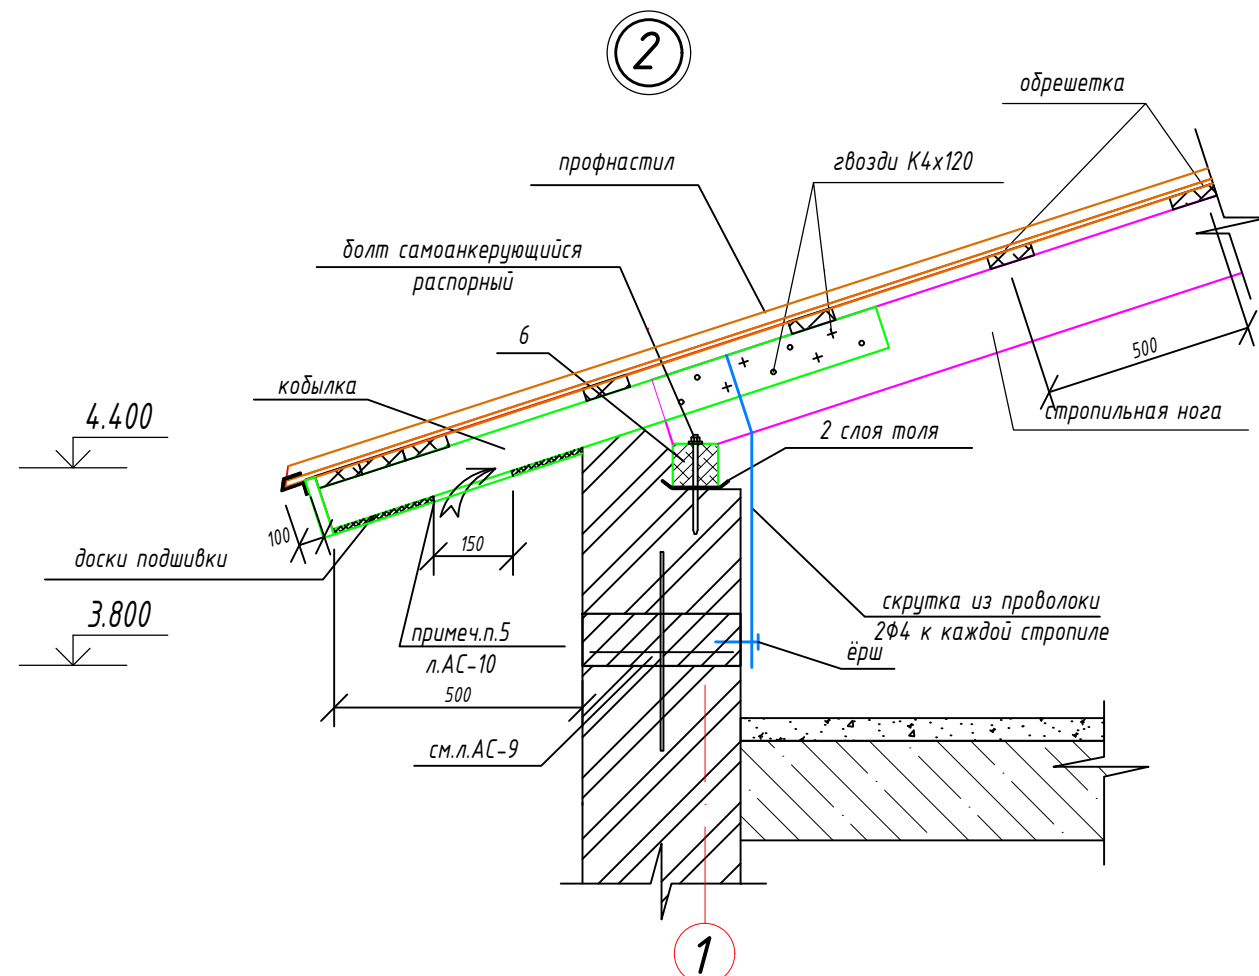 2
обрешетка
профнастил
гвозди К4х120
болт самоанкерующийся
распорный
6
кобылка
500
4.400
стропильная нога
2 слоя толя
100
150
доски подшивки
3.800
скрутка из проволоки
2Ф4 к каждой стропиле
примеч.п.5
л.АС-10
ёрш
500
см.л.АС-9
1